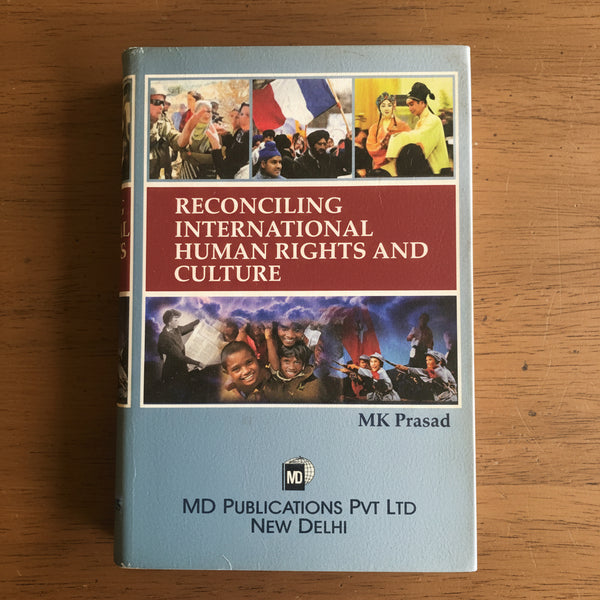 RECONCILING
INTERNATIONAL
HUMAN RIGHTS AND
CULTURE
MK Prasad
MD
MD PUBLICATIONS PVT LTD
NEW DELHI